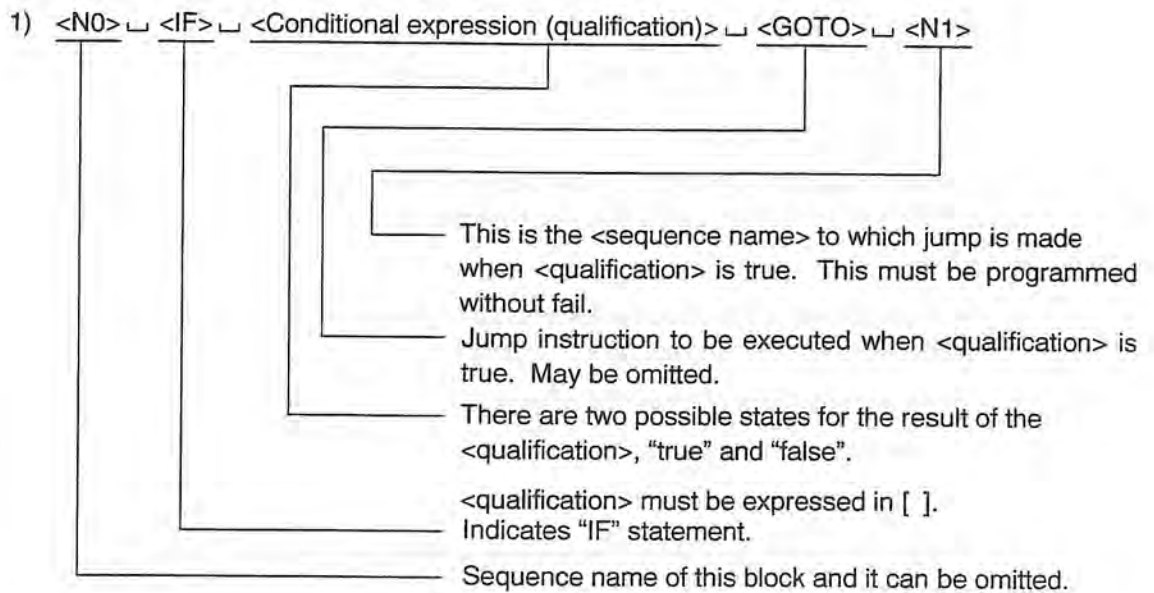 1) <N0> ␣ <IF> ␣ <Conditional expression (qualification)> ␣ <GOTO> ␣ <N1>
This is the <sequence name> to which jump is made
when <qualification> is true. This must be programmed
without fail.
Jump instruction to be executed when <qualification> is
true. May be omitted.
There are two possible states for the result of the
<qualification>, “true” and “false”.
<qualification> must be expressed in [ ].
Indicates “IF” statement.
Sequence name of this block and it can be omitted.